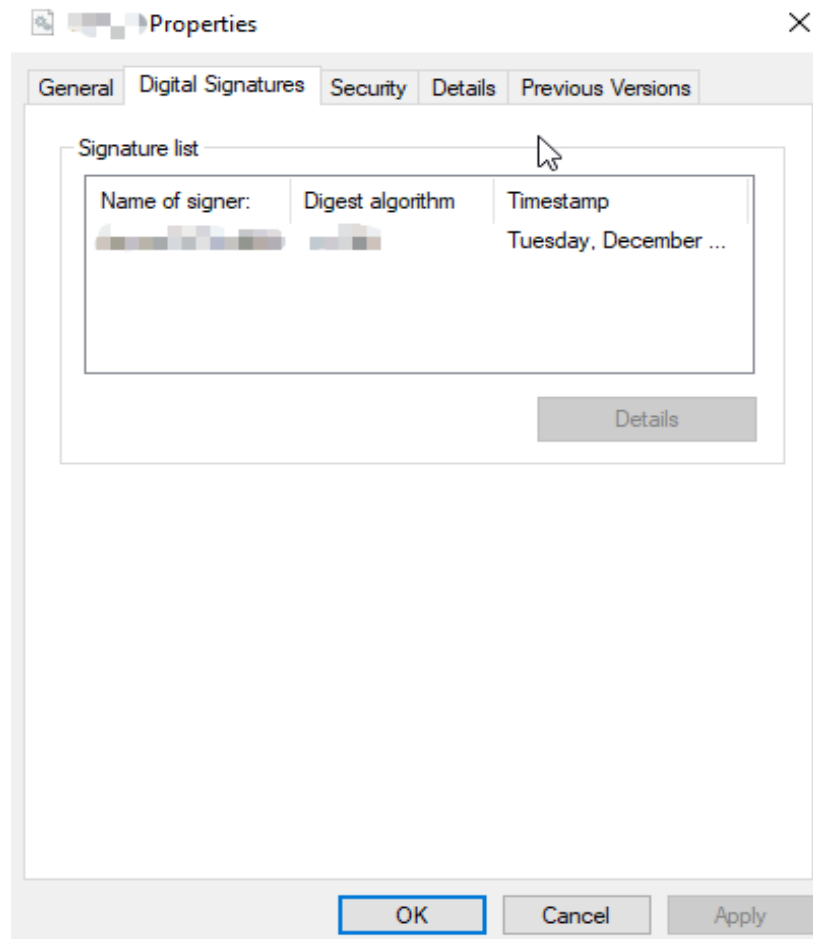 Properties
General Digital Signatures Security Details Previous Versions
Signature list
Name of signer: Digest algorithm Timestamp
Tuesday, December ...
Details
OK Cancel Apply